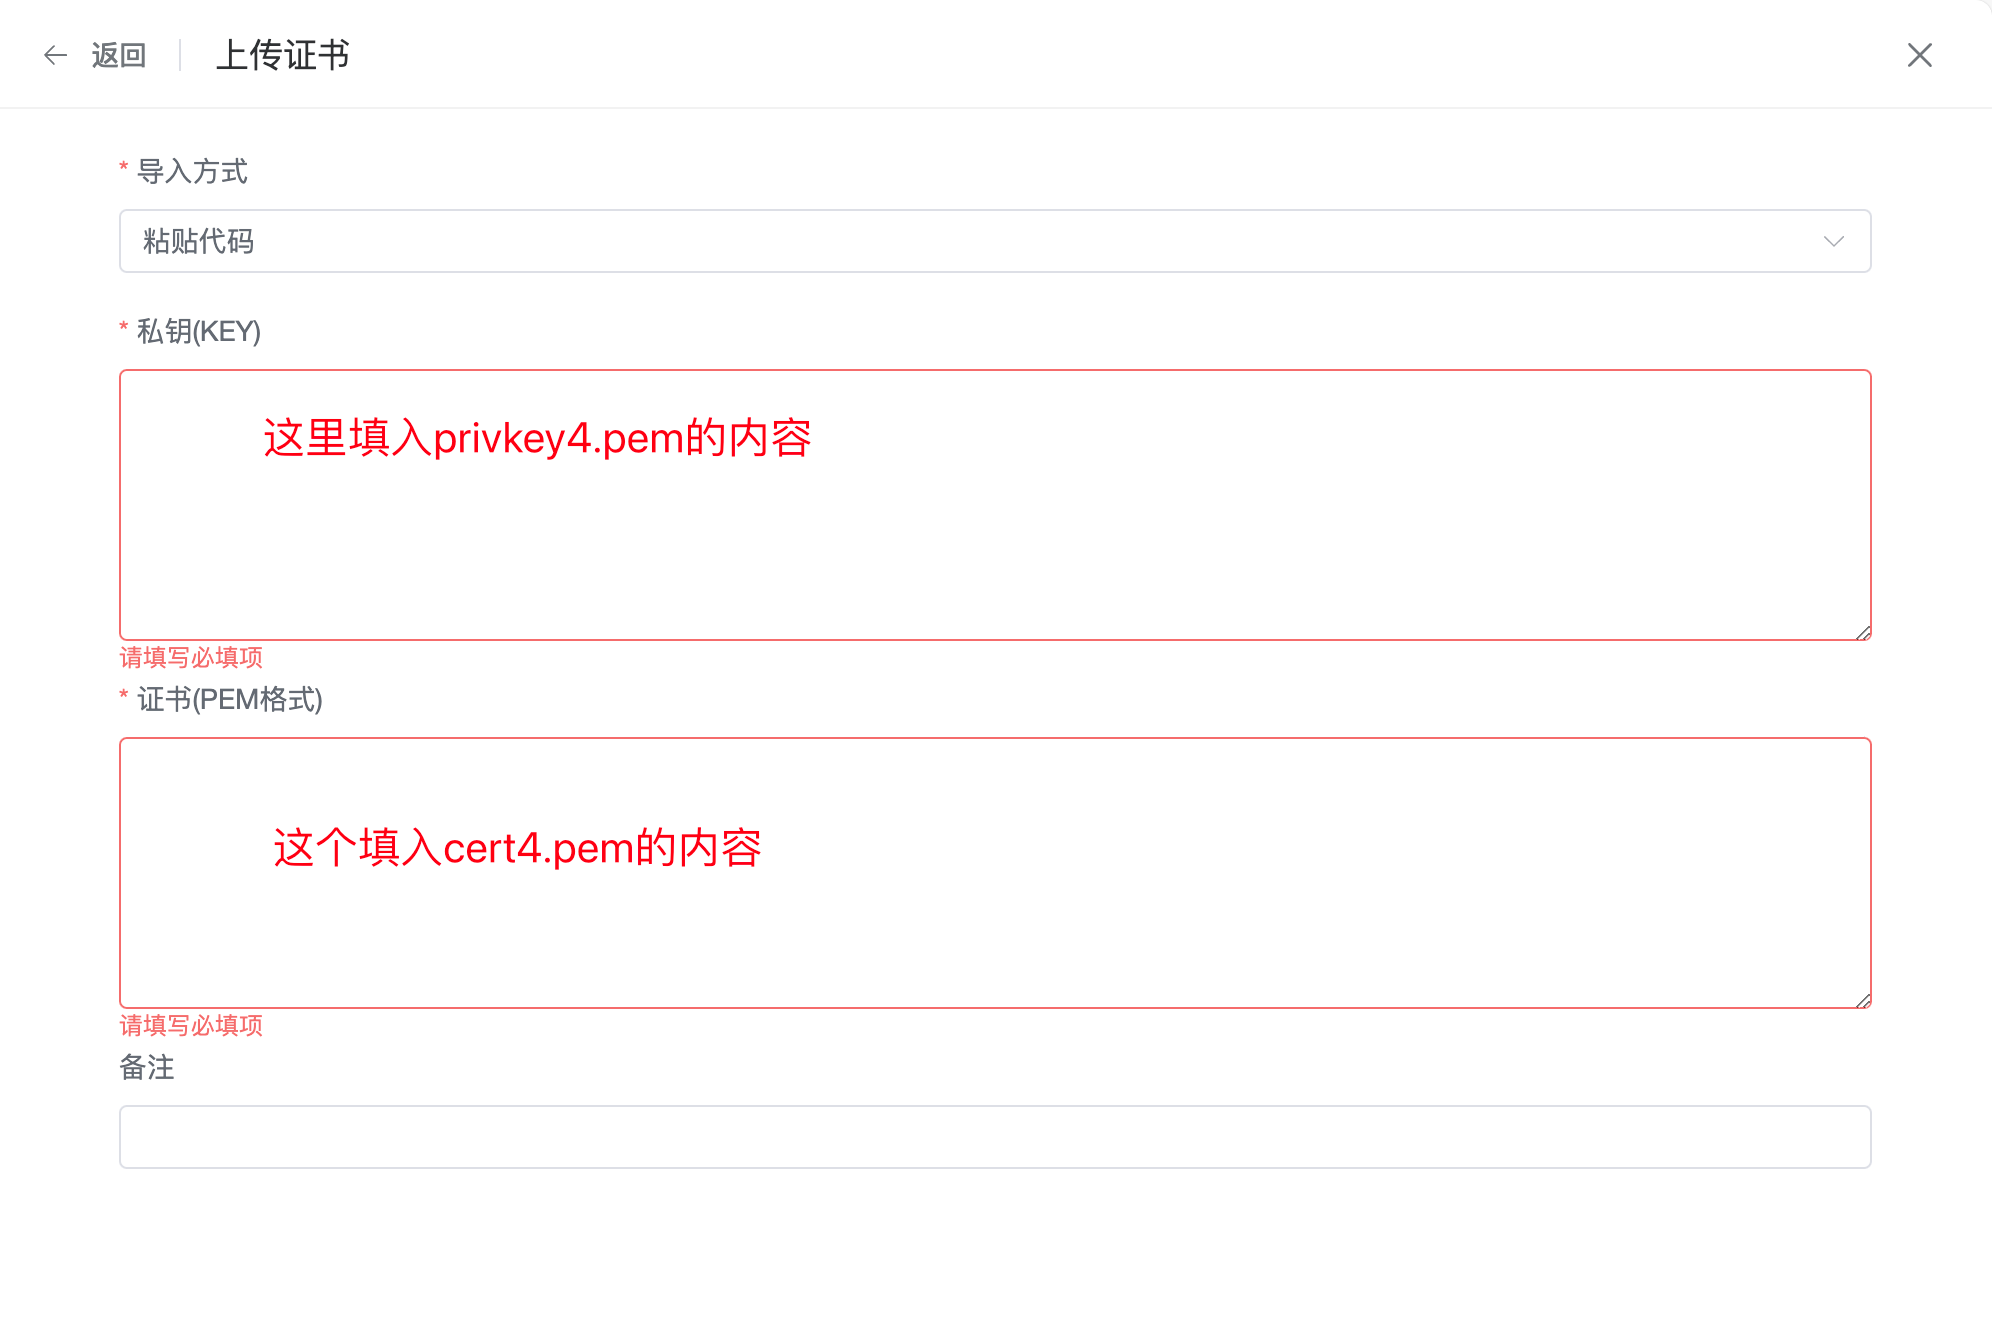 返回 上传证书
* 导入方式
粘贴代码
* 私钥(KEY)
这里填入privkey4.pem的内容
请填写必填项
* 证书(PEM格式)
这个填入cert4.pem的内容
请填写必填项
备注